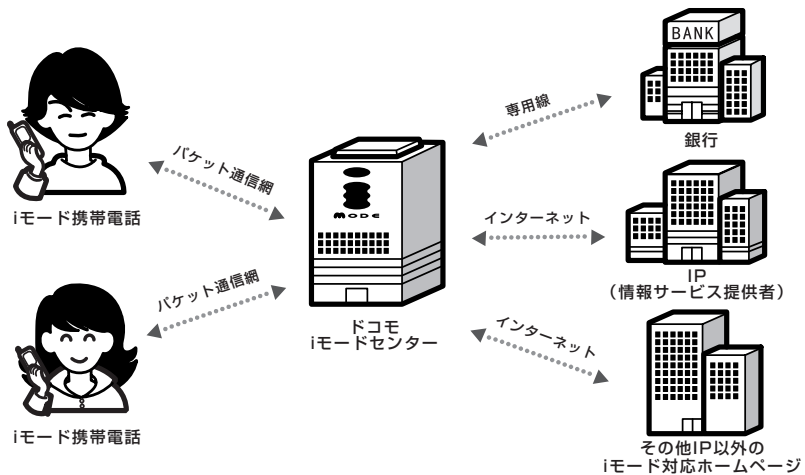 iモード携帯電話
パケット通信網
iモード携帯電話
パケット通信網
i
MODE
ドコモ
iモードセンター
専用線
BANK
銀行
インターネット
IP
（情報サービス提供者）
インターネット
その他IP以外の
iモード対応ホームページ